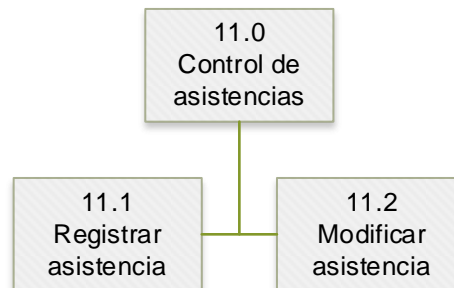 11.0
Control de
asistencias
11.1
Registrar
asistencia
11.2
Modificar
asistencia